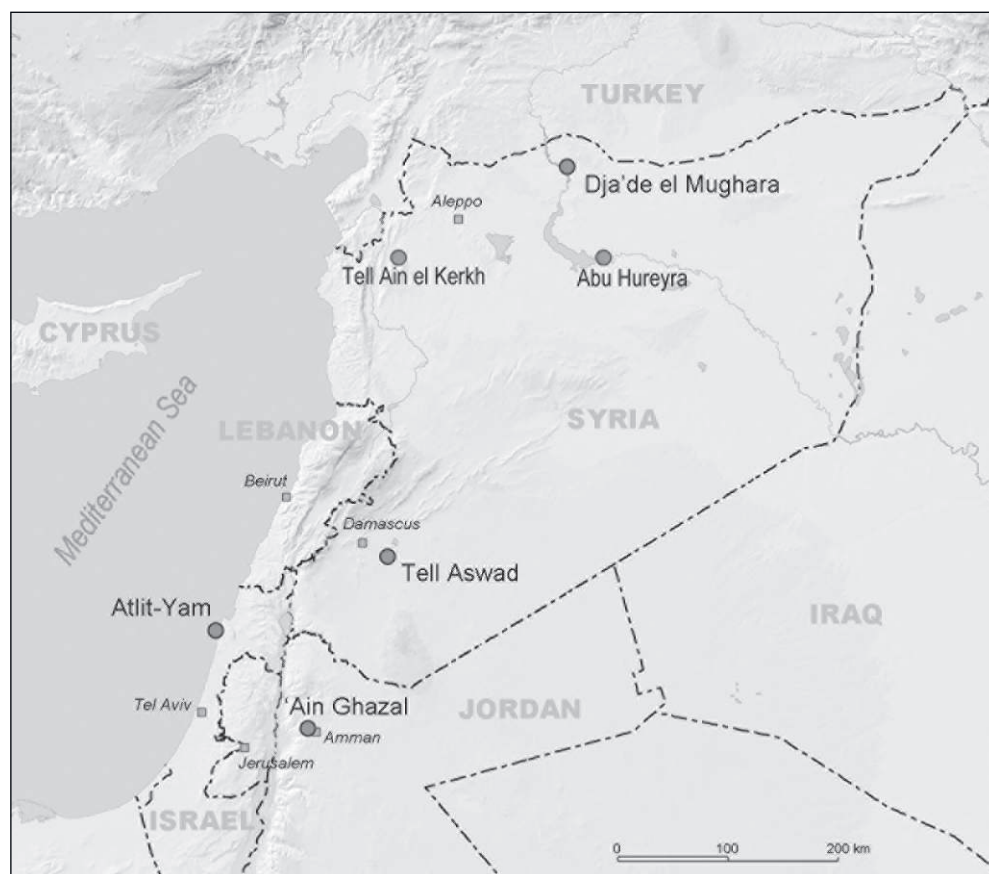 TURKEY
Dja'de el Mughara
Aleppo
Tell Ain el Kerkh
Abu Hureyra
CYPRUS
Mediterranean Sea
LEBANON
SYRIA
Beirut
Damascus
Tell Aswad
Atlit-Yam
IRAQ
Tel Aviv
'Ain Ghazal
JORDAN
Amman
Jerusalem
ISRAEL
0 100 200 km